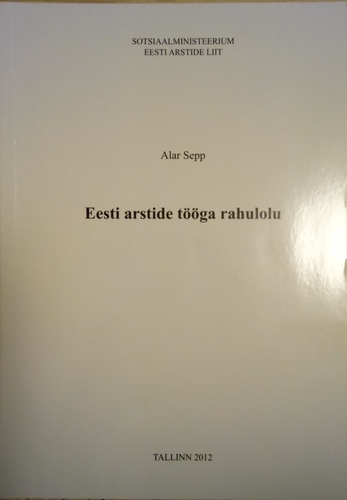 SOTSIAALMINISTEERIUM
EESTI ARSTIDE LIIT
Alar Sepp
Eesti arstide tööga rahulolu
TALLINN 2012